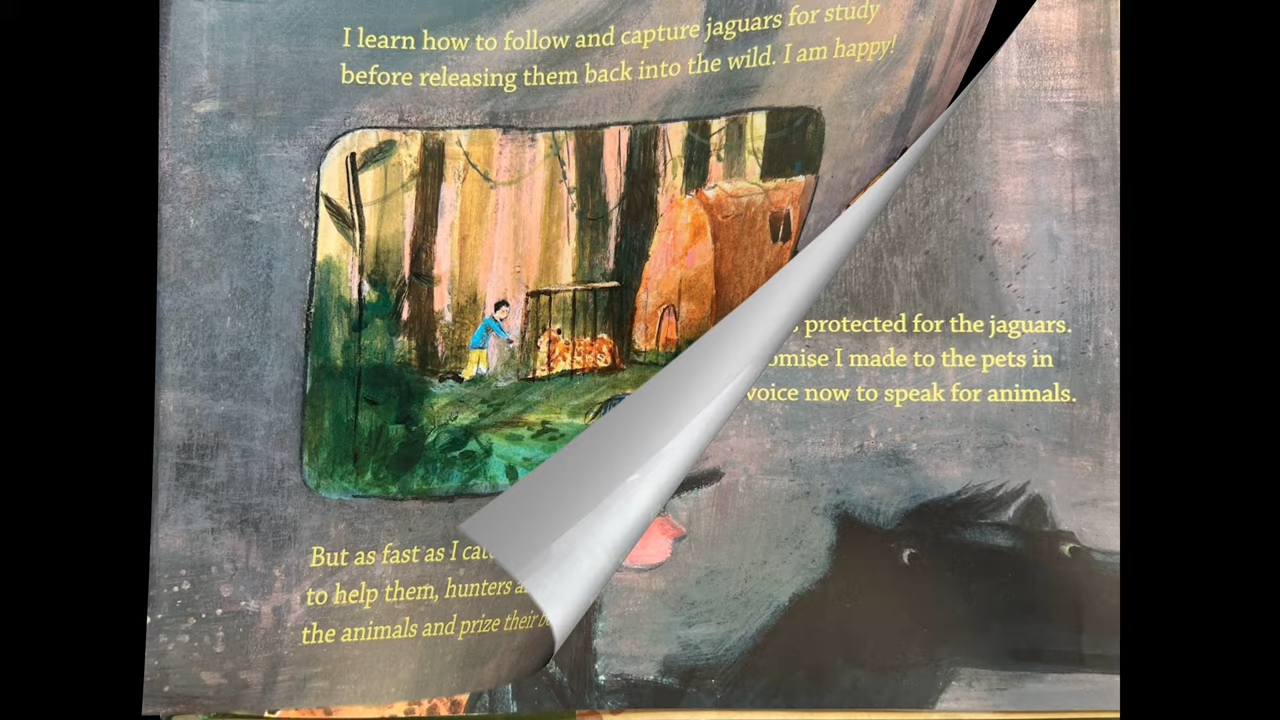 I learn how to follow and capture jaguars for study
before releasing them back into the wild. I am happy!
protected for the jaguars.
I made to the pets in
voice now to speak for animals.
But as fast as I
to help them, hunters
the animals and prize their